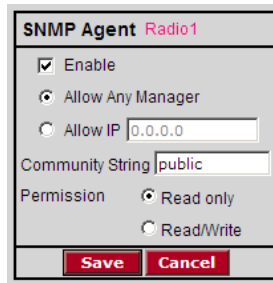 SNMP Agent Radio1
Enable
Allow Any Manager
Allow IP 0.0.0.0
Community String public
Permission Read only
Read/Write
Save Cancel